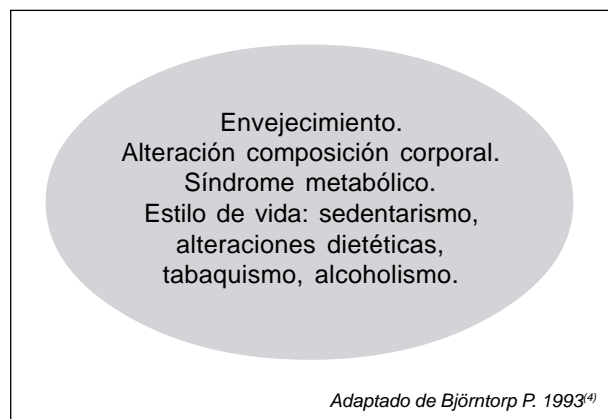 Envejecimiento.
Alteración composición corporal.
Síndrome metabólico.
Estilo de vida: sedentarismo,
alteraciones dietéticas,
tabaquismo, alcoholismo.
Adaptado de Björntorp P. 1993(4)